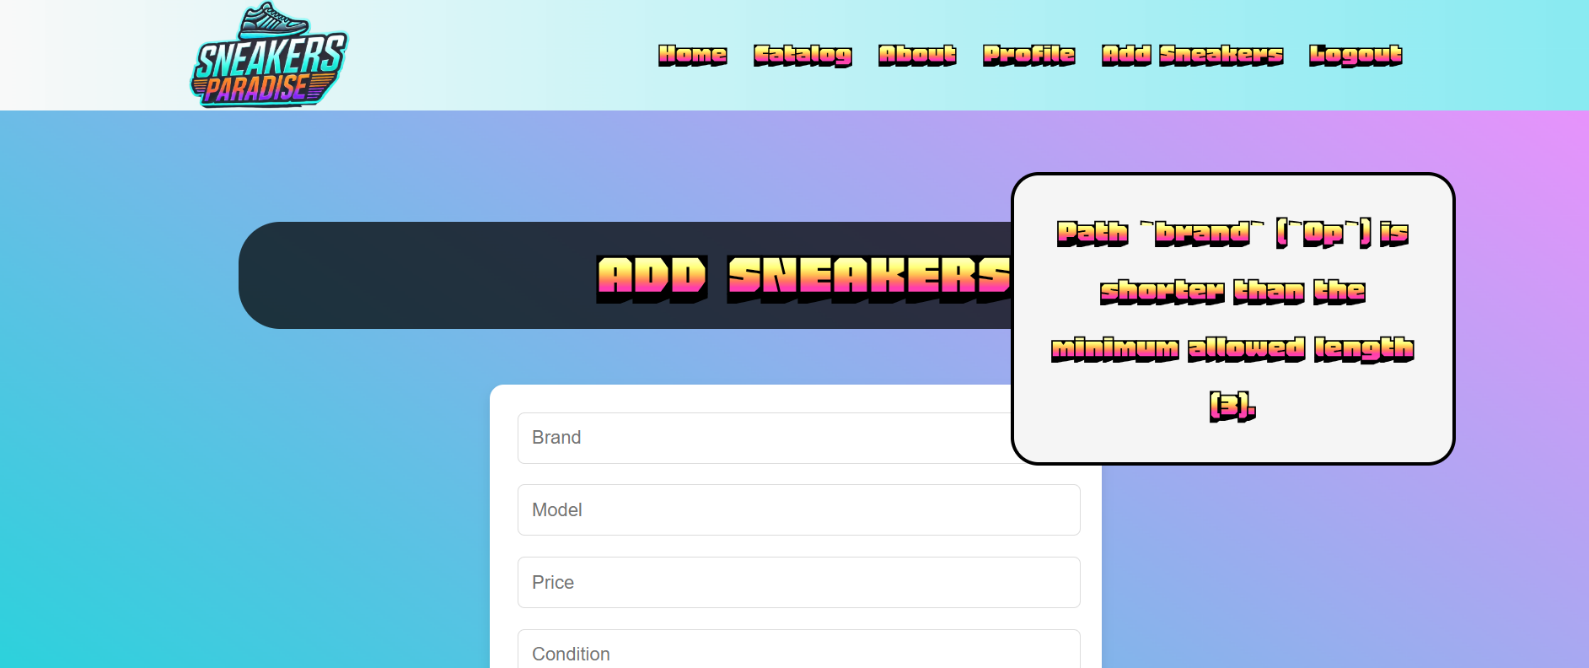 SNEAKERS
PARADISE
Home Catalog About Profile Add Sneakers Logout
ADD SNEAKERS
Path `brand` (`Op`) is
shorter than the
minimum allowed length
(3).
Brand
Model
Price
Condition